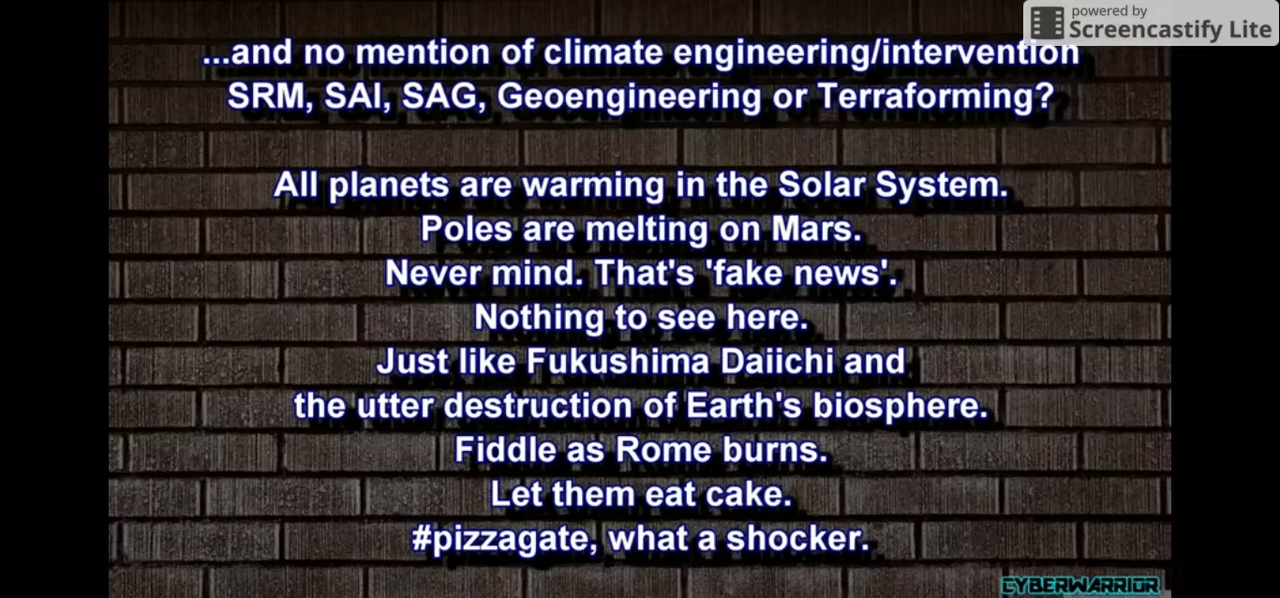 powered by
Screencastify Lite
...and no mention of climate engineering/intervention
SRM, SAI, SAG, Geoengineering or Terraforming?
All planets are warming in the Solar System.
Poles are melting on Mars.
Never mind. That's 'fake news'.
Nothing to see here.
Just like Fukushima Daiichi and
the utter destruction of Earth's biosphere.
Fiddle as Rome burns.
Let them eat cake.
#pizzagate, what a shocker.
CYBERWARRIOR